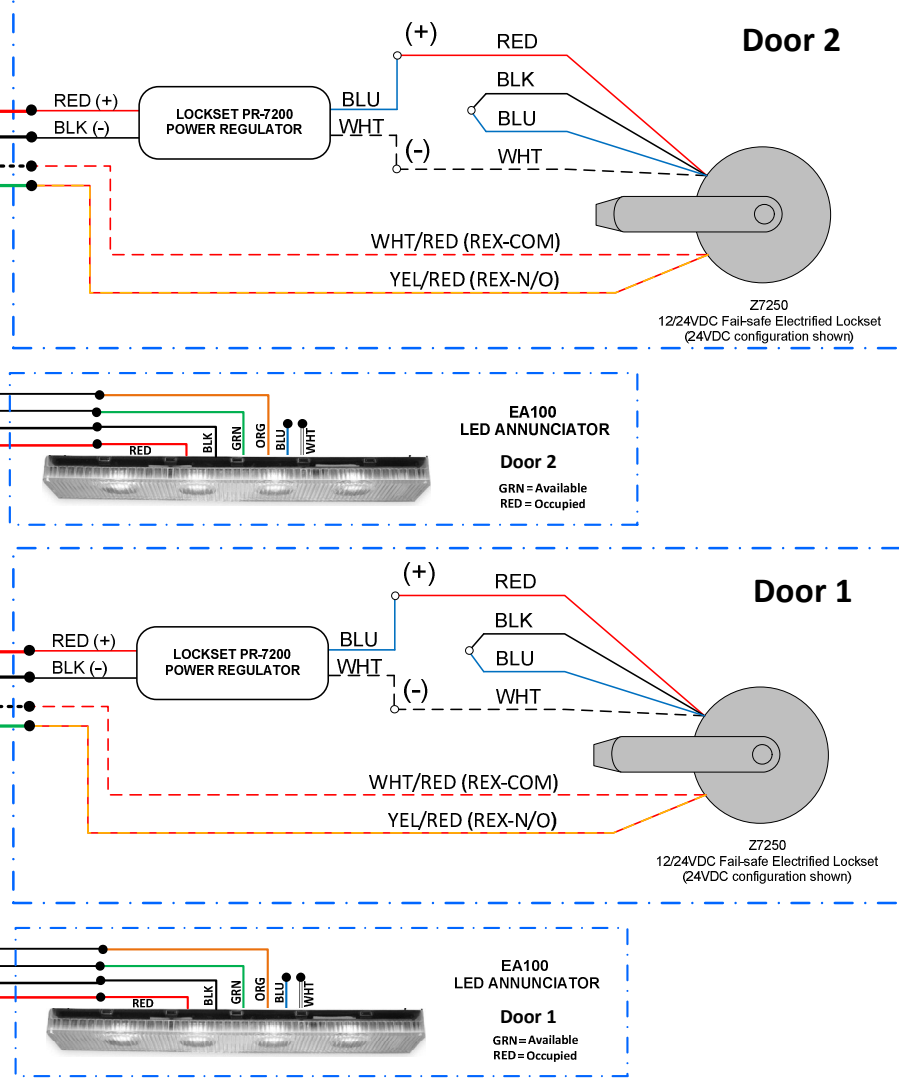 Door 2
(+)
RED
BLK
BLU
WHT
RED (+)
BLK (-)
LOCKSET PR-7200
POWER REGULATOR
BLU
WHT
(-)
WHT/RED (REX-COM)
YEL/RED (REX-N/O)
Z7250
12/24VDC Fail-safe Electrified Lockset
(24VDC configuration shown)
RED
BLK
GRN
ORG
BLU
WHT
EA100
LED ANNUNCIATOR
Door 2
GRN = Available
RED = Occupied
Door 1
(+)
RED
BLK
BLU
WHT
RED (+)
BLK (-)
LOCKSET PR-7200
POWER REGULATOR
BLU
WHT
(-)
WHT/RED (REX-COM)
YEL/RED (REX-N/O)
Z7250
12/24VDC Fail-safe Electrified Lockset
(24VDC configuration shown)
RED
BLK
GRN
ORG
BLU
WHT
EA100
LED ANNUNCIATOR
Door 1
GRN = Available
RED = Occupied